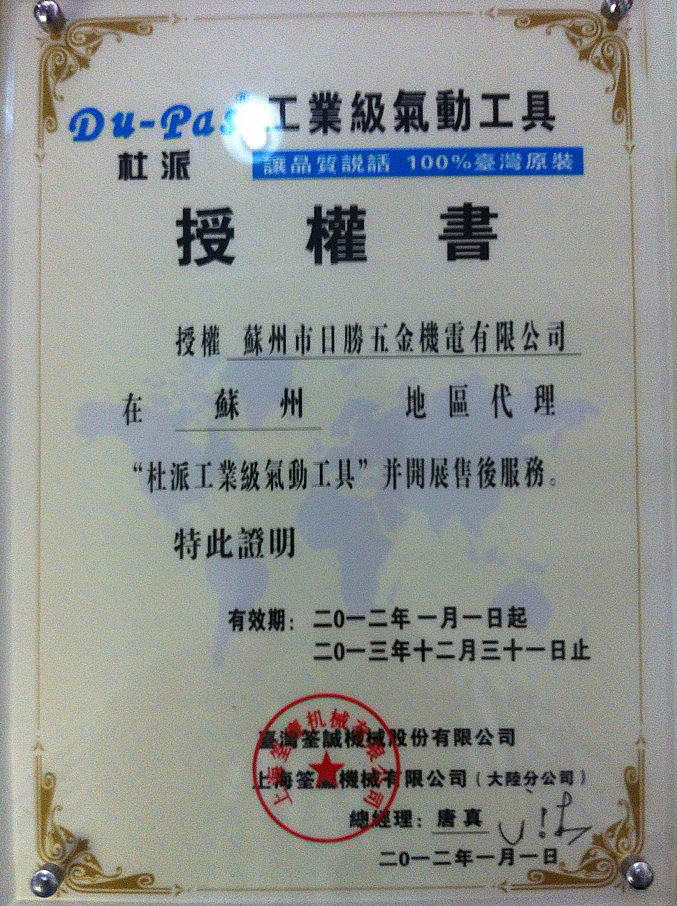 Du-Pas 工業級氣動工具
杜派 讓品質説話 100%臺灣原裝
授權書
授權 蘇州市日勝五金機電有限公司
在 蘇州 地區代理
“杜派工業級氣動工具”并開展售後服務。
特此證明
有效期：二〇一二年一月一日起
二〇一三年十二月三十一日止
臺灣筌誠機械股份有限公司
上海筌機械有限公司（大陸分公司）
總經理：唐真
二〇一二年一月一日